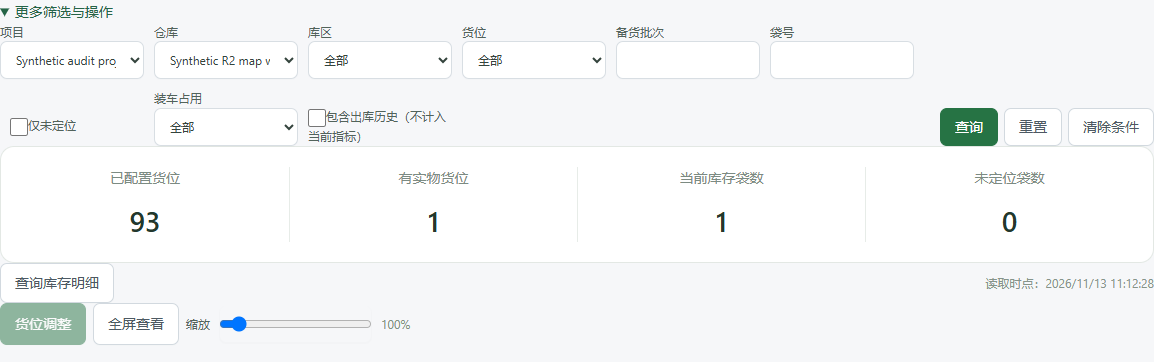 ▼ 更多筛选与操作
项目 仓库 库区 货位 备货批次 袋号
Synthetic audit proj Synthetic R2 map w 全部 全部
装车占用
仅未定位 全部 包含出库历史（不计入
当前指标） 查询 重置 清除条件
已配置货位 有实物货位 当前库存袋数 未定位袋数
93 1 1 0
查询库存明细 读取时点：2026/11/13 11:12:28
货位调整 全屏查看 缩放 100%